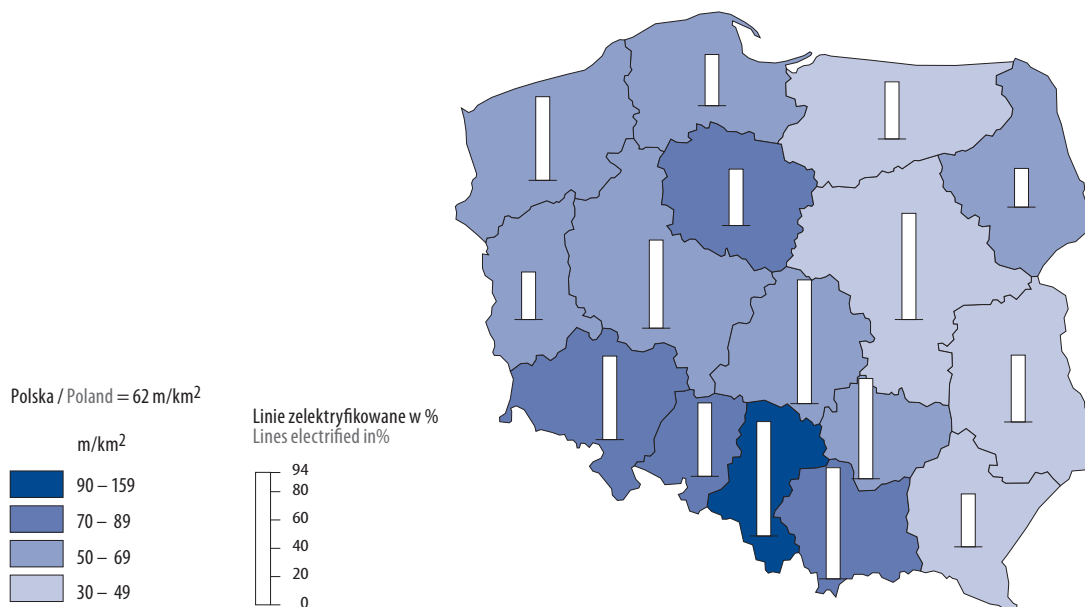 Polska / Poland = 62 m/km²
m/km²
90 – 159
70 – 89
50 – 69
30 – 49
Linie zelektryfikowane w %
Lines electrified in%
94
80
60
40
20
0